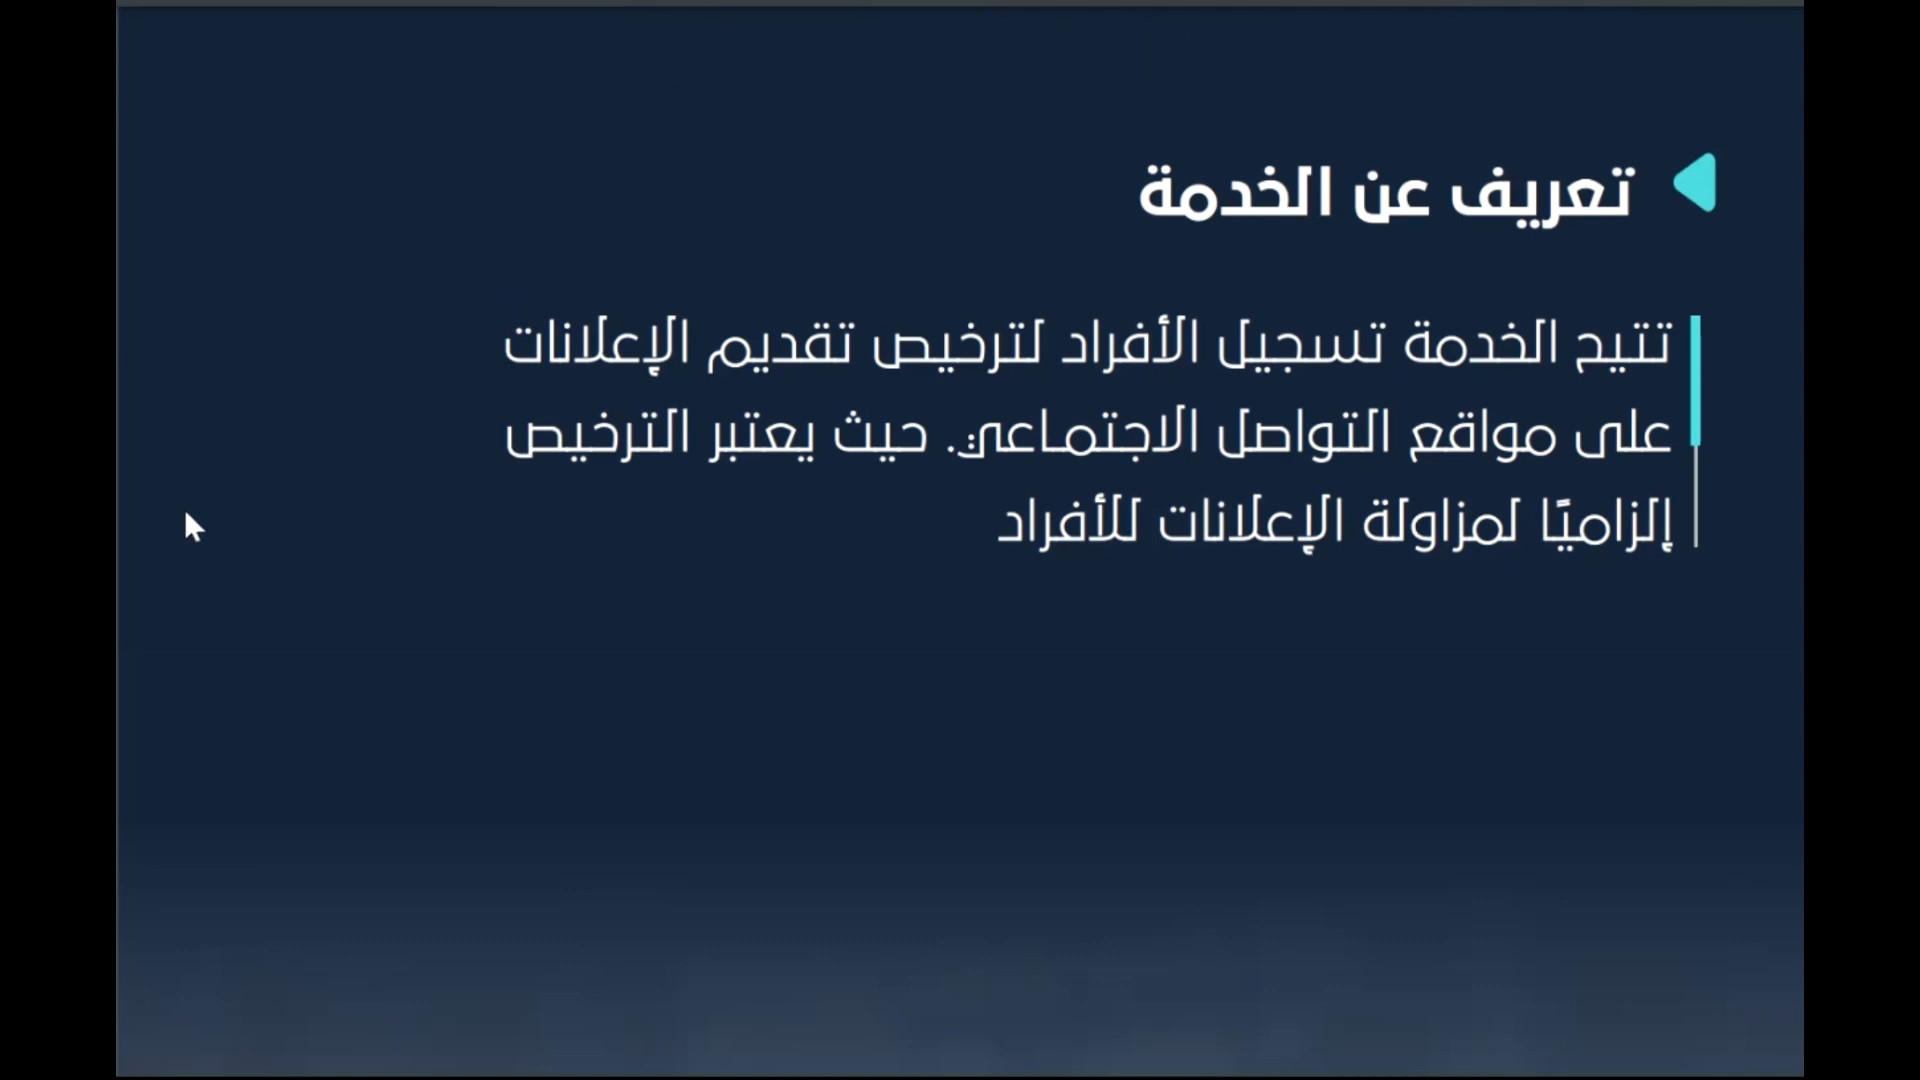 تعريف عن الخدمة
تتيح الخدمة تسجيل الأفراد لترخيص تقديم الإعلانات
على مواقع التواصل الاجتماعي. حيث يعتبر الترخيص
إلزاميًا لمزاولة الإعلانات للأفراد